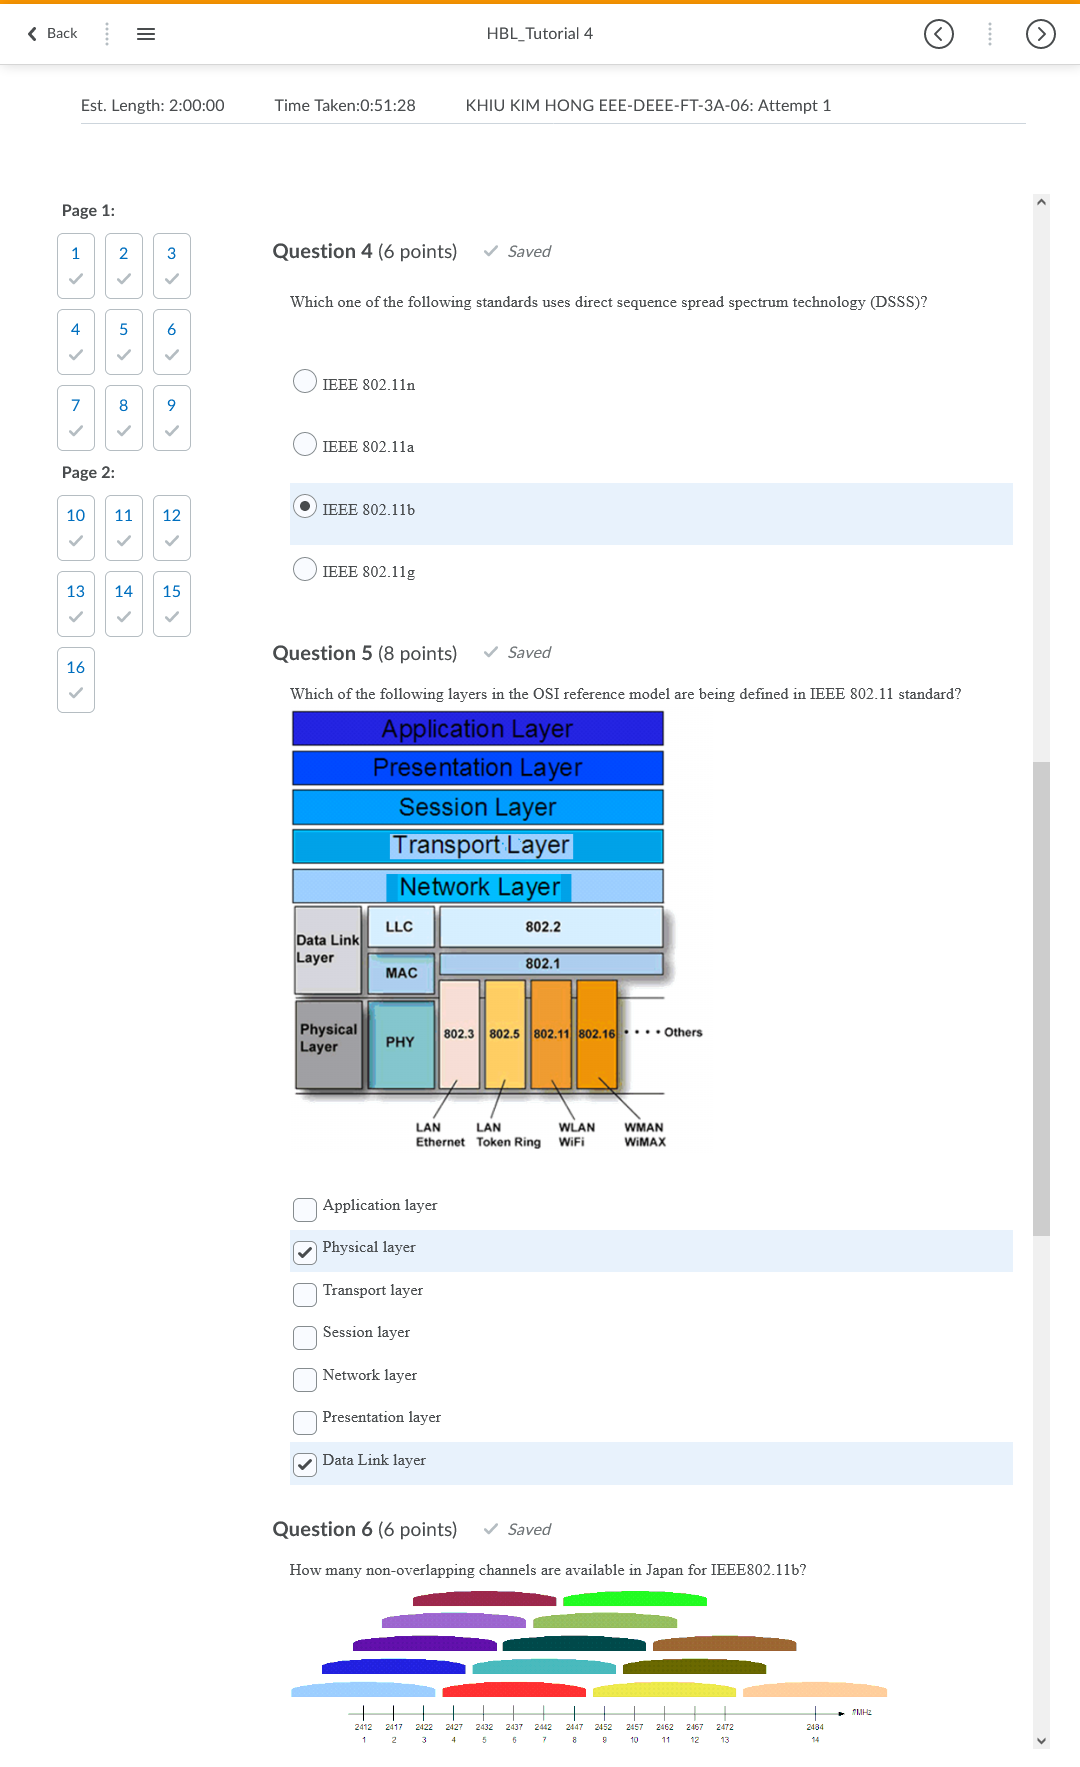 Back
HBL_Tutorial 4
Est. Length: 2:00:00 Time Taken:0:51:28 KHIU KIM HONG EEE-DEEE-FT-3A-06: Attempt 1
Page 1:
1 2 3
4 5 6
7 8 9
Page 2:
10 11 12
13 14 15
16
Question 4 (6 points) Saved
Which one of the following standards uses direct sequence spread spectrum technology (DSSS)?
IEEE 802.11n
IEEE 802.11a
IEEE 802.11b
IEEE 802.11g
Question 5 (8 points) Saved
Which of the following layers in the OSI reference model are being defined in IEEE 802.11 standard?
Application Layer
Presentation Layer
Session Layer
Transport Layer
Network Layer
Data Link Layer
LLC
802.2
MAC
802.1
Physical Layer
PHY
802.3 802.5 802.11 802.16 Others
LAN LAN WLAN WMAN
Ethernet Token Ring WiFi WiMAX
Application layer
Physical layer
Transport layer
Session layer
Network layer
Presentation layer
Data Link layer
Question 6 (6 points) Saved
How many non-overlapping channels are available in Japan for IEEE802.11b?
f/MHz
2412 2417 2422 2427 2432 2437 2442 2447 2452 2457 2462 2467 2472 2484
1 2 3 4 5 6 7 8 9 10 11 12 13 14